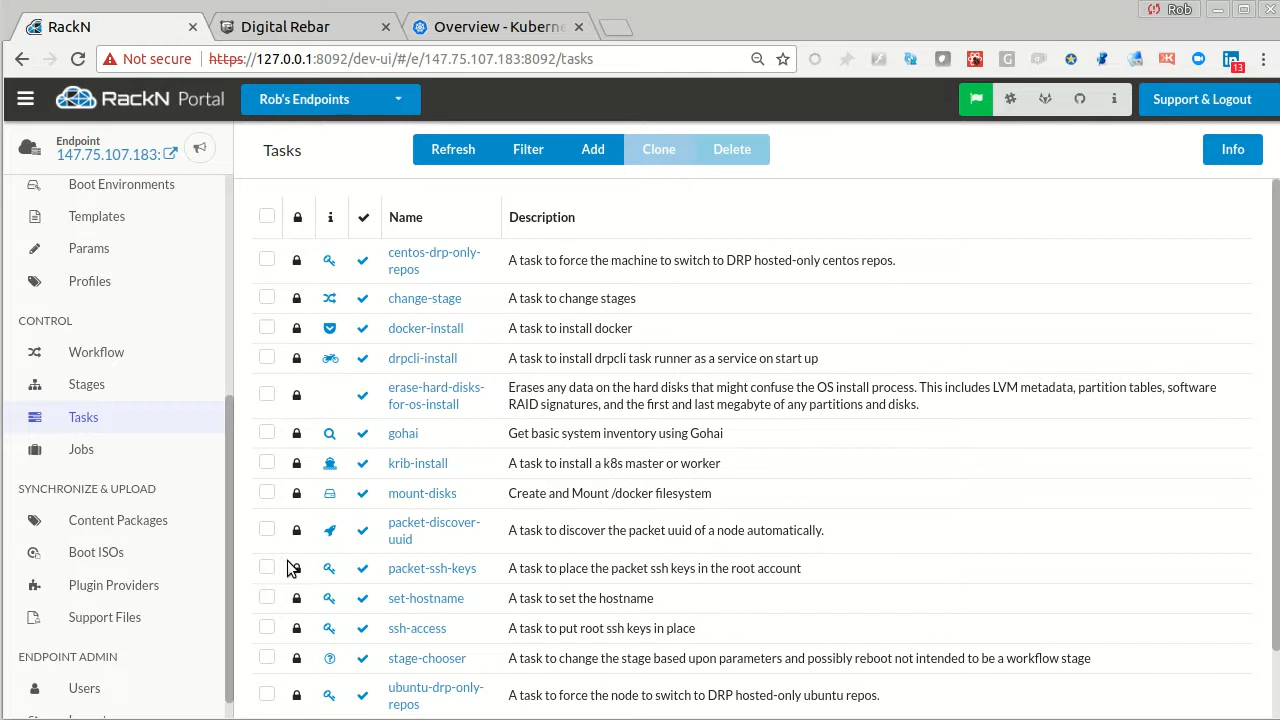 RackN
Digital Rebar
Overview - Kuberne
Rob
Not secure
https://127.0.0.1:8092/dev-ui/#/e/147.75.107.183:8092/tasks
13
RackN Portal
Rob's Endpoints
Support & Logout
Endpoint
147.75.107.183:
Tasks
Refresh
Filter
Add
Clone
Delete
Info
Boot Environments
Templates
Params
Profiles
CONTROL
Workflow
Stages
Tasks
Jobs
SYNCHRONIZE & UPLOAD
Content Packages
Boot ISOs
Plugin Providers
Support Files
ENDPOINT ADMIN
Users
Name
Description
centos-drp-only-
repos
A task to force the machine to switch to DRP hosted-only centos repos.
change-stage
A task to change stages
docker-install
A task to install docker
drpcli-install
A task to install drpcli task runner as a service on start up
erase-hard-disks-
for-os-install
Erases any data on the hard disks that might confuse the OS install process. This includes LVM metadata, partition tables, software
RAID signatures, and the first and last megabyte of any partitions and disks.
gohai
Get basic system inventory using Gohai
krib-install
A task to install a k8s master or worker
mount-disks
Create and Mount /docker filesystem
packet-discover-
uuid
A task to discover the packet uuid of a node automatically.
packet-ssh-keys
A task to place the packet ssh keys in the root account
set-hostname
A task to set the hostname
ssh-access
A task to put root ssh keys in place
stage-chooser
A task to change the stage based upon parameters and possibly reboot not intended to be a workflow stage
ubuntu-drp-only-
repos
A task to force the node to switch to DRP hosted-only ubuntu repos.